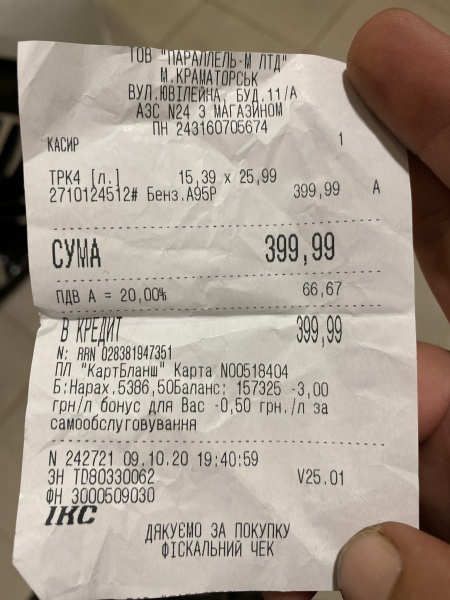 ТОВ "ПАРАЛЛЕЛЬ-М ЛТД"
М.КРАМАТОРСЬК
ВУЛ.ЮВІЛЕЙНА, БУД.11/А
АЗС N24 З МАГАЗИНОМ
ПН 243160705674
КАСИР 1
ТРК4 [л.] 15,39 x 25,99
2710124512# Бенз.А95Р 399,99 А
СУМА 399,99
ПДВ А = 20,00% 66,67
В КРЕДИТ 399,99
N: RRN 028381947351
ПЛ "КартБланш" Карта N00518404
Б:Нарах.5386,50Баланс: 157325 -3,00
грн/л бонус для Вас -0,50 грн./л за
самообслуговування
N 242721 09.10.20 19:40:59
ЗН TD80330062 V25.01
ФН 3000509030
ІКС
ДЯКУЄМО ЗА ПОКУПКУ
ФІСКАЛЬНИЙ ЧЕК